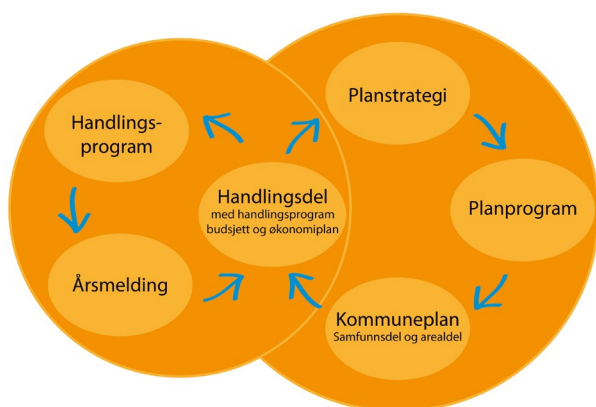 Handlings-
program
Årsmelding
Handlingsdel
med handlingsprogram
budsjett og økonomiplan
Planstrategi
Planprogram
Kommuneplan
Samfunnsdel og arealdel